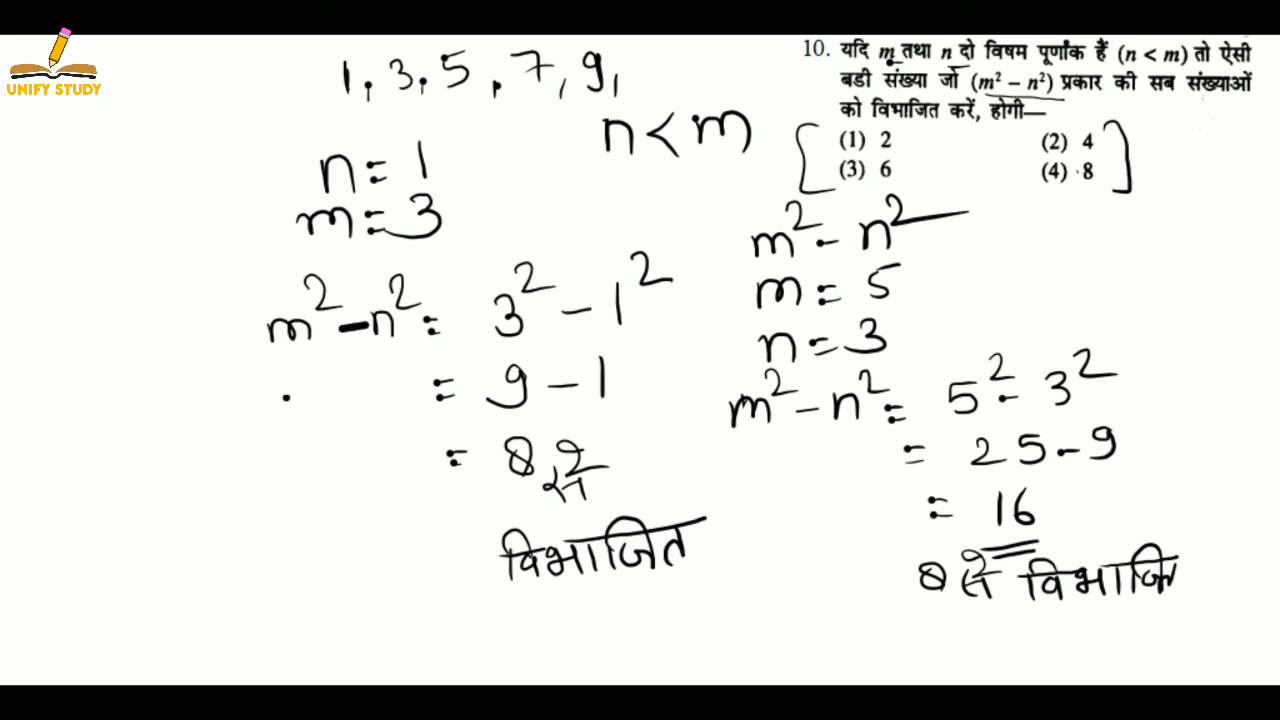 UNIFY STUDY
1, 3, 5, 7, 9,
n < m
n = 1
m = 3
m² - n² = 3² - 1²
= 9 - 1
= 8 से
विभाजित
10. यदि m तथा n दो विषम पूर्णांक हैं (n < m) तो ऐसी
बडी संख्या जो (m² − n²) प्रकार की सब संख्याओं
को विभाजित करें, होगी—
(1) 2 (2) 4
(3) 6 (4) 8
m² - n²
m = 5
n = 3
m² - n² = 5² - 3²
= 25 - 9
= 16
8 से विभाजि